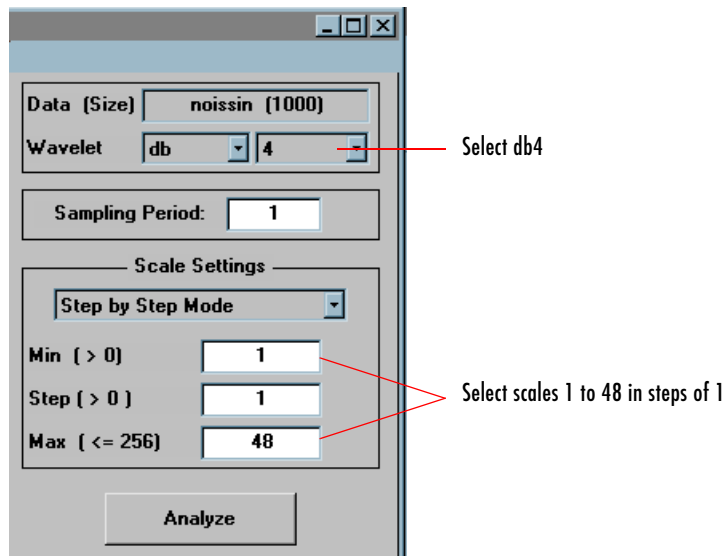 Data (Size) noissin (1000)
Wavelet db 4
Select db4
Sampling Period: 1
Scale Settings
Step by Step Mode
Min ( > 0) 1
Step ( > 0 ) 1
Select scales 1 to 48 in steps of 1
Max ( <= 256) 48
Analyze